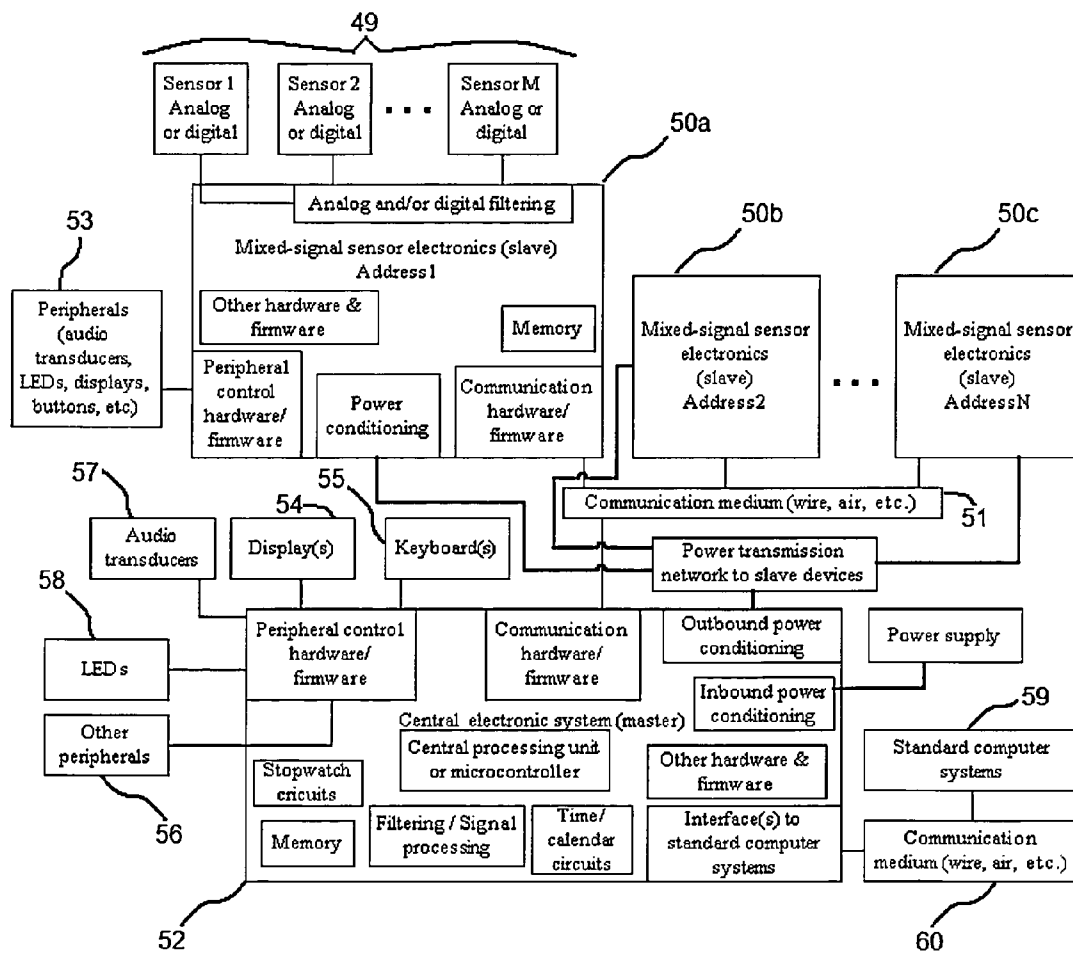 49
Sensor 1
Analog
or digital
Sensor 2
Analog
or digital
Sensor M
Analog or
digital
50a
Analog and/or digital filtering
Mixed-signal sensor electronics (slave)
Address1
Other hardware &
firmware
Memory
Peripheral
control
hardware/
firmware
Power
conditioning
Communication
hardware/
firmware
53
Peripherals
(audio
transducers,
LEDs, displays,
buttons, etc)
50b
Mixed-signal sensor
electronics
(slave)
Address2
50c
Mixed-signal sensor
electronics
(slave)
AddressN
Communication medium (wire, air, etc.)
51
57
Audio
transducers
54
Display(s)
55
Keyboard(s)
Power transmission
network to slave devices
58
LEDs
Other
peripherals
56
Peripheral control
hardware/
firmware
Communication
hardware/
firmware
Outbound power
conditioning
Power supply
Inbound power
conditioning
Central electronic system (master)
Central processing unit
or microcontroller
Other hardware &
firmware
Stopwatch
cricuits
Memory
Filtering / Signal
processing
Time/
calendar
circuits
Interface(s) to
standard computer
systems
59
Standard computer
systems
Communication
medium (wire, air, etc.)
52
60